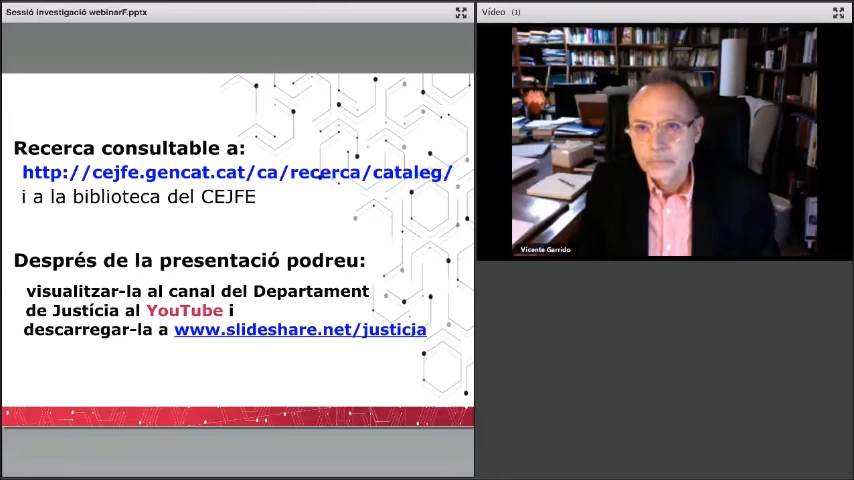 Sessió investigació webinarF.pptx
Vídeo (1)
Recerca consultable a:
http://cejfe.gencat.cat/ca/recerca/cataleg/
i a la biblioteca del CEJFE
Després de la presentació podreu:
visualitzar-la al canal del Departament
de Justícia al YouTube i
descarregar-la a www.slideshare.net/justicia
Vicente Garrido